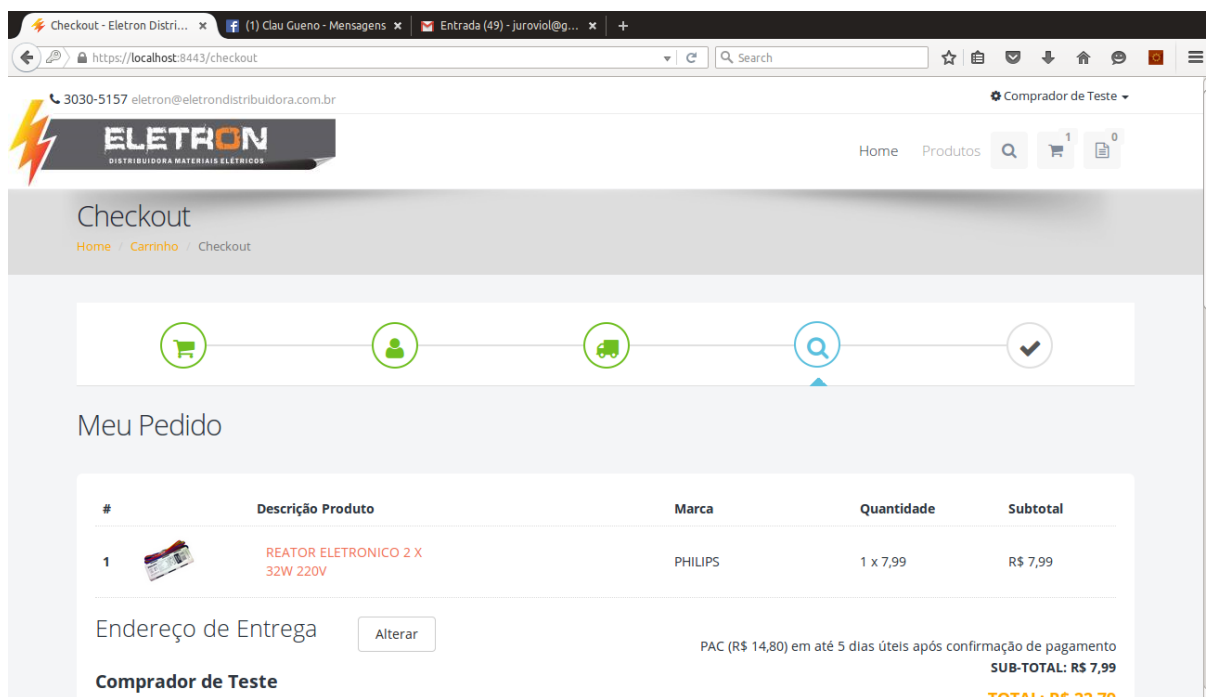 Checkout - Eletron Distri... × (1) Clau Gueno - Mensagens × Entrada (49) - juroviol@g... × +
https://localhost:8443/checkout Search
3030-5157 eletron@eletrondistribuidora.com.br Comprador de Teste
ELETRON
DISTRIBUIDORA MATERIAIS ELÉTRICOS
Home Produtos 1 0
Checkout
Home / Carrinho / Checkout
Meu Pedido
# Descrição Produto Marca Quantidade Subtotal
1 REATOR ELETRONICO 2 X PHILIPS 1 x 7,99 R$ 7,99
32W 220V
Endereço de Entrega Alterar
PAC (R$ 14,80) em até 5 dias úteis após confirmação de pagamento
SUB-TOTAL: R$ 7,99
Comprador de Teste
TOTAL: R$ 22,79